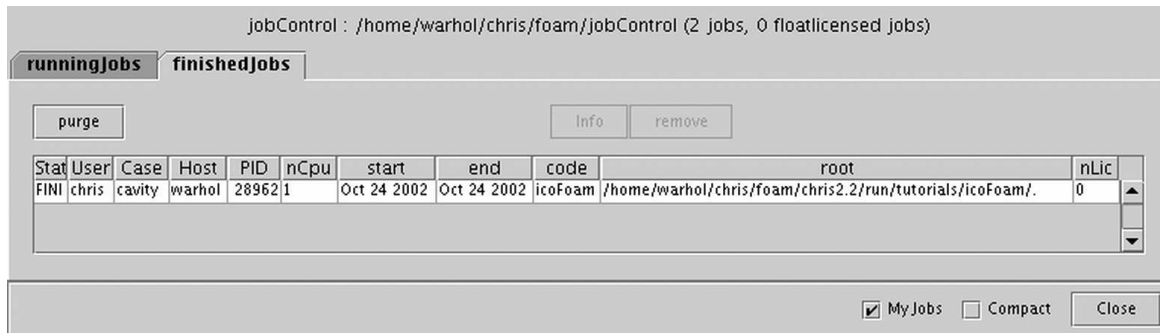 jobControl : /home/warhol/chris/foam/jobControl (2 jobs, 0 floatlicensed jobs)
runningJobs finishedJobs
purge Info remove
Stat User Case Host PID nCpu start end code root nLic
FINI chris cavity warhol 28962 1 Oct 24 2002 Oct 24 2002 icoFoam /home/warhol/chris/foam/chris2.2/run/tutorials/icoFoam/. 0
My Jobs Compact Close